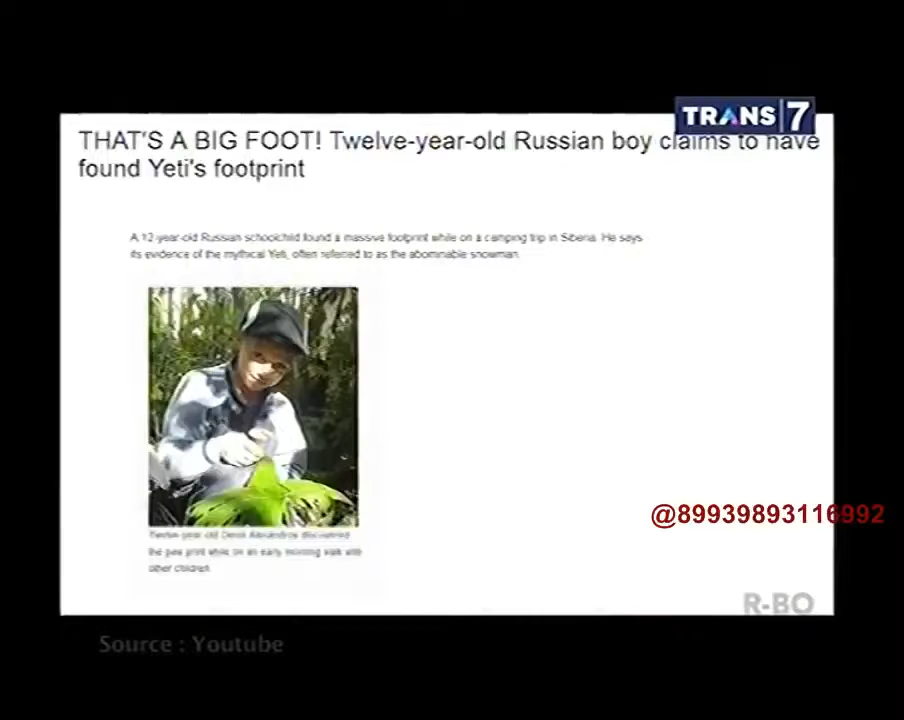 TRANS|7
THAT'S A BIG FOOT! Twelve-year-old Russian boy claims to have
found Yeti's footprint
A 12-year-old Russian schoolchild found a massive footprint while on a camping trip in Siberia. He says
its evidence of the mythical Yeti, often referred to as the abominable snowman.
@89939893116992
Twelve-year old discovered
the paw print while on an early morning walk with
other children.
R-BO
Source : Youtube